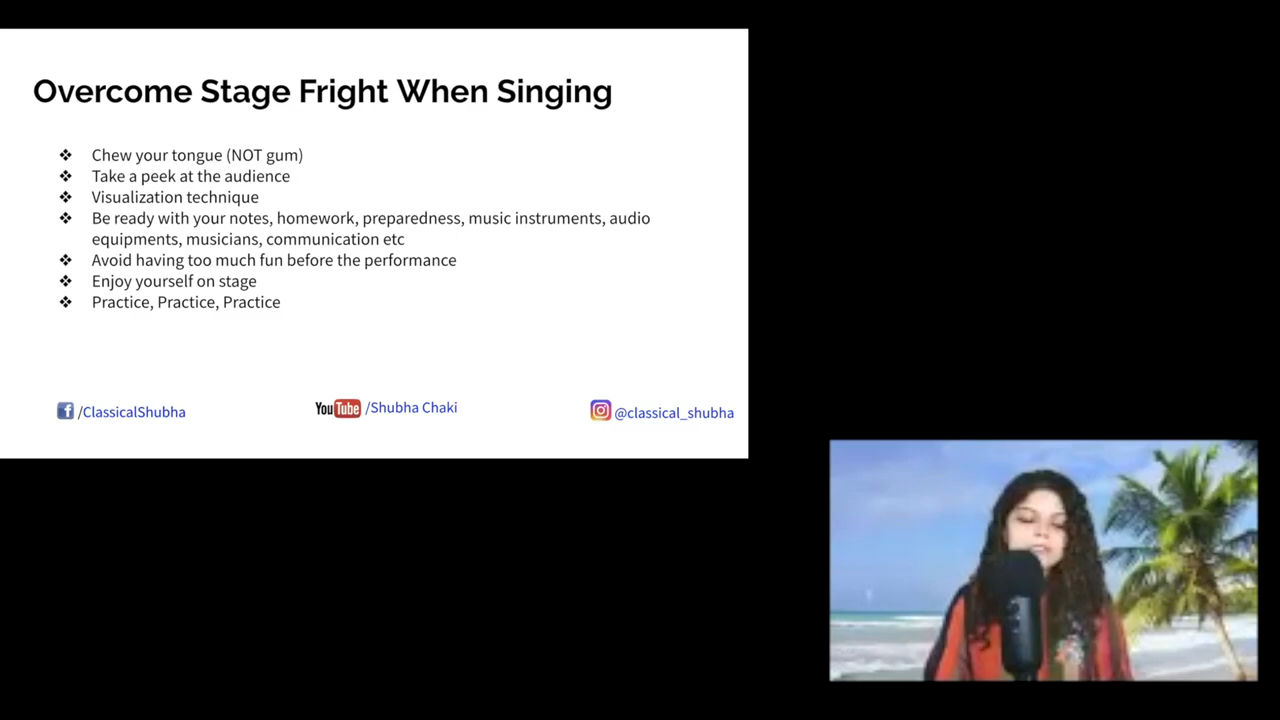 Overcome Stage Fright When Singing
❖ Chew your tongue (NOT gum)
❖ Take a peek at the audience
❖ Visualization technique
❖ Be ready with your notes, homework, preparedness, music instruments, audio
equipments, musicians, communication etc
❖ Avoid having too much fun before the performance
❖ Enjoy yourself on stage
❖ Practice, Practice, Practice
f /ClassicalShubha
YouTube /Shubha Chaki
@classical_shubha